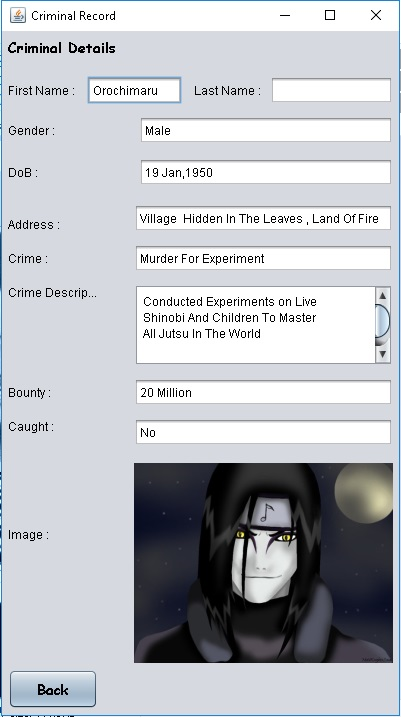 Criminal Record
Criminal Details
First Name : Orochimaru Last Name :
Gender : Male
DoB : 19 Jan,1950
Address : Village Hidden In The Leaves , Land Of Fire
Crime : Murder For Experiment
Crime Descrip... Conducted Experiments on Live
Shinobi And Children To Master
All Jutsu In The World
Bounty : 20 Million
Caught : No
Image :
Back